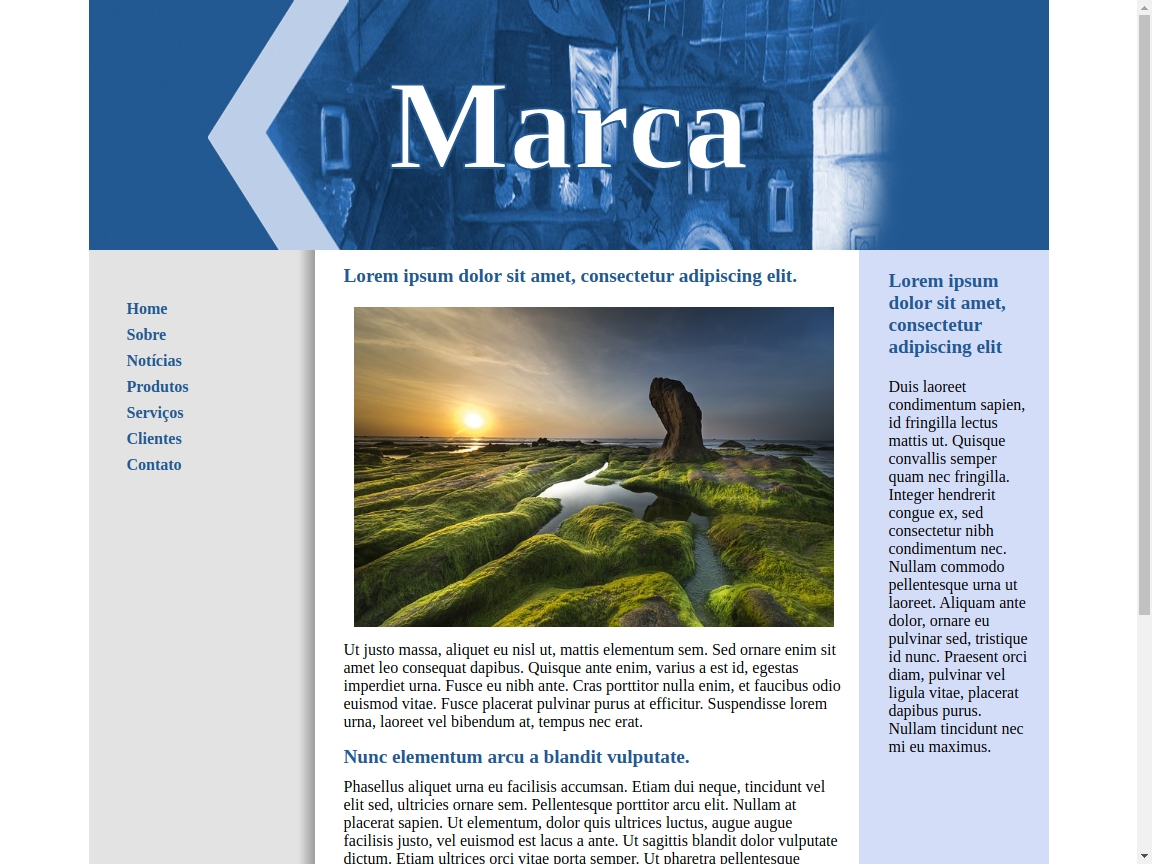 Marca
Home
Sobre
Notícias
Produtos
Serviços
Clientes
Contato
Lorem ipsum dolor sit amet, consectetur adipiscing elit.
Ut justo massa, aliquet eu nisl ut, mattis elementum sem. Sed ornare enim sit
amet leo consequat dapibus. Quisque ante enim, varius a est id, egestas
imperdiet urna. Fusce eu nibh ante. Cras porttitor nulla enim, et faucibus odio
euismod vitae. Fusce placerat pulvinar purus at efficitur. Suspendisse lorem
urna, laoreet vel bibendum at, tempus nec erat.
Nunc elementum arcu a blandit vulputate.
Phasellus aliquet urna eu facilisis accumsan. Etiam dui neque, tincidunt vel
elit sed, ultricies ornare sem. Pellentesque porttitor arcu elit. Nullam at
placerat sapien. Ut elementum, dolor quis ultrices luctus, augue augue
facilisis justo, vel euismod est lacus a ante. Ut sagittis blandit dolor vulputate
dictum. Etiam ultrices orci vitae porta semper. Ut pharetra pellentesque
Lorem ipsum
dolor sit amet,
consectetur
adipiscing elit
Duis laoreet
condimentum sapien,
id fringilla lectus
mattis ut. Quisque
convallis semper
quam nec fringilla.
Integer hendrerit
congue ex, sed
consectetur nibh
condimentum nec.
Nullam commodo
pellentesque urna ut
laoreet. Aliquam ante
dolor, ornare eu
pulvinar sed, tristique
id nunc. Praesent orci
diam, pulvinar vel
ligula vitae, placerat
dapibus purus.
Nullam tincidunt nec
mi eu maximus.